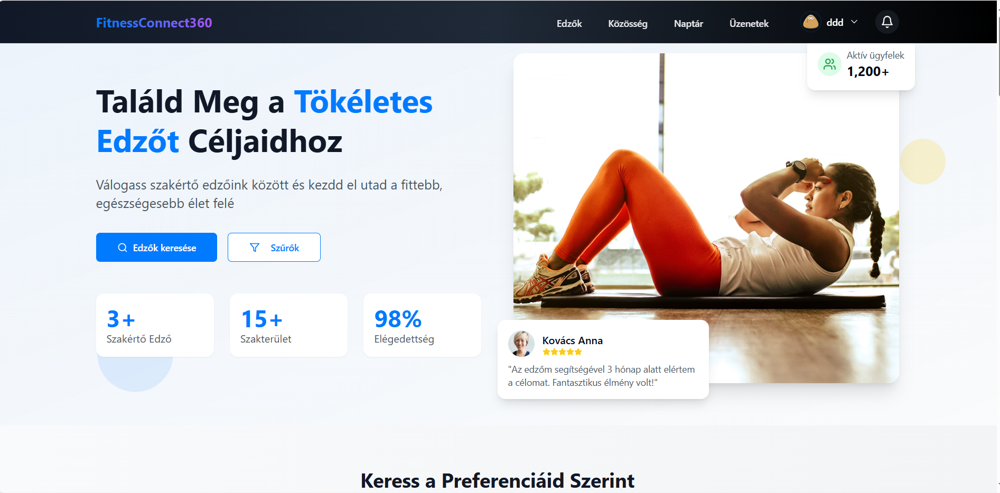 FitnessConnect360
Edzők
Közösség
Naptár
Üzenetek
ddd
Aktív ügyfelek
1,200+
Találd Meg a Tökéletes
Edzőt Céljaidhoz
Válogass szakértő edzőink között és kezdd el utad a fittebb,
egészségesebb élet felé
Edzők keresése
Szűrők
3+
Szakértő Edző
15+
Szakterület
98%
Elégedettség
Kovács Anna
"Az edzőm segítségével 3 hónap alatt elértem
a célomat. Fantasztikus élmény volt!"
Keress a Preferenciáid Szerint